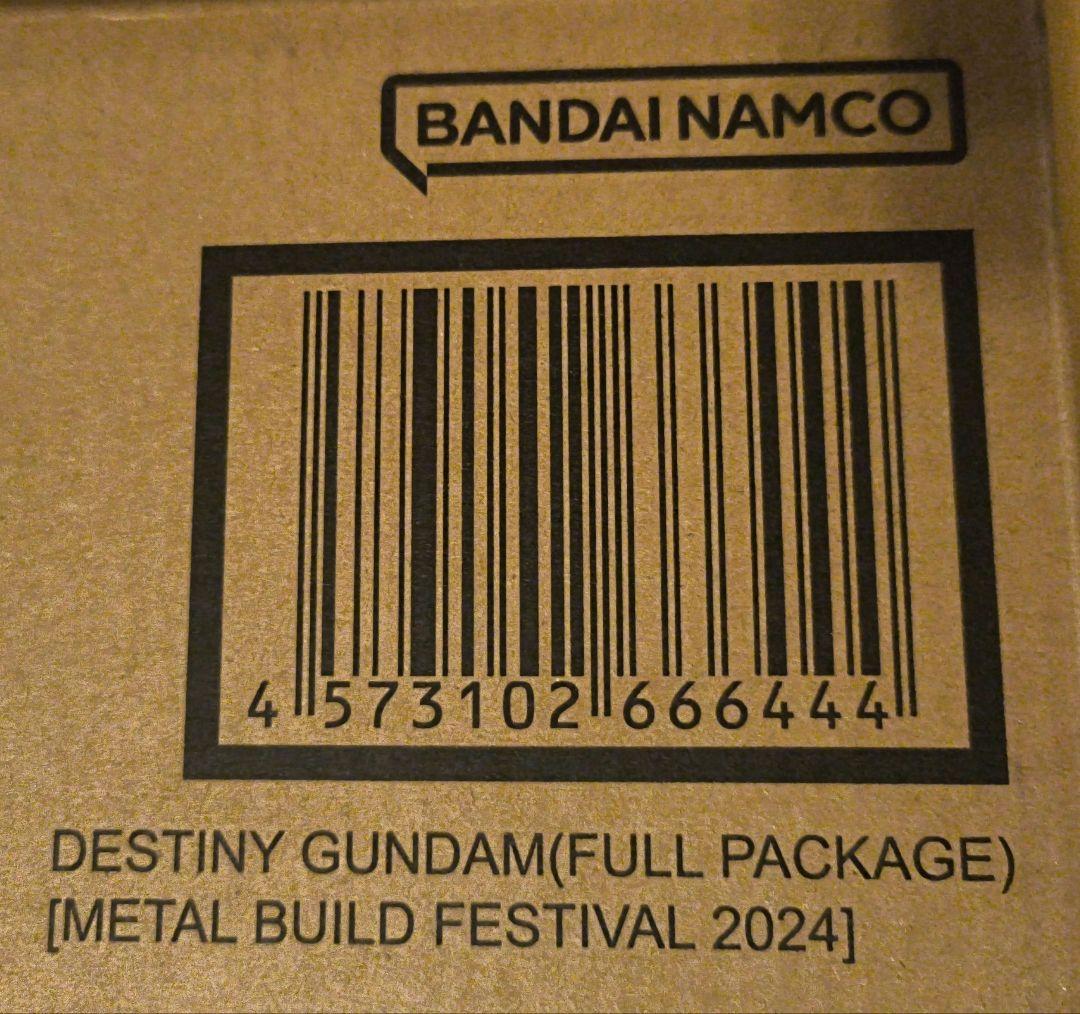 BANDAI NAMCO
4 573102 666444
DESTINY GUNDAM(FULL PACKAGE)
[METAL BUILD FESTIVAL 2024]